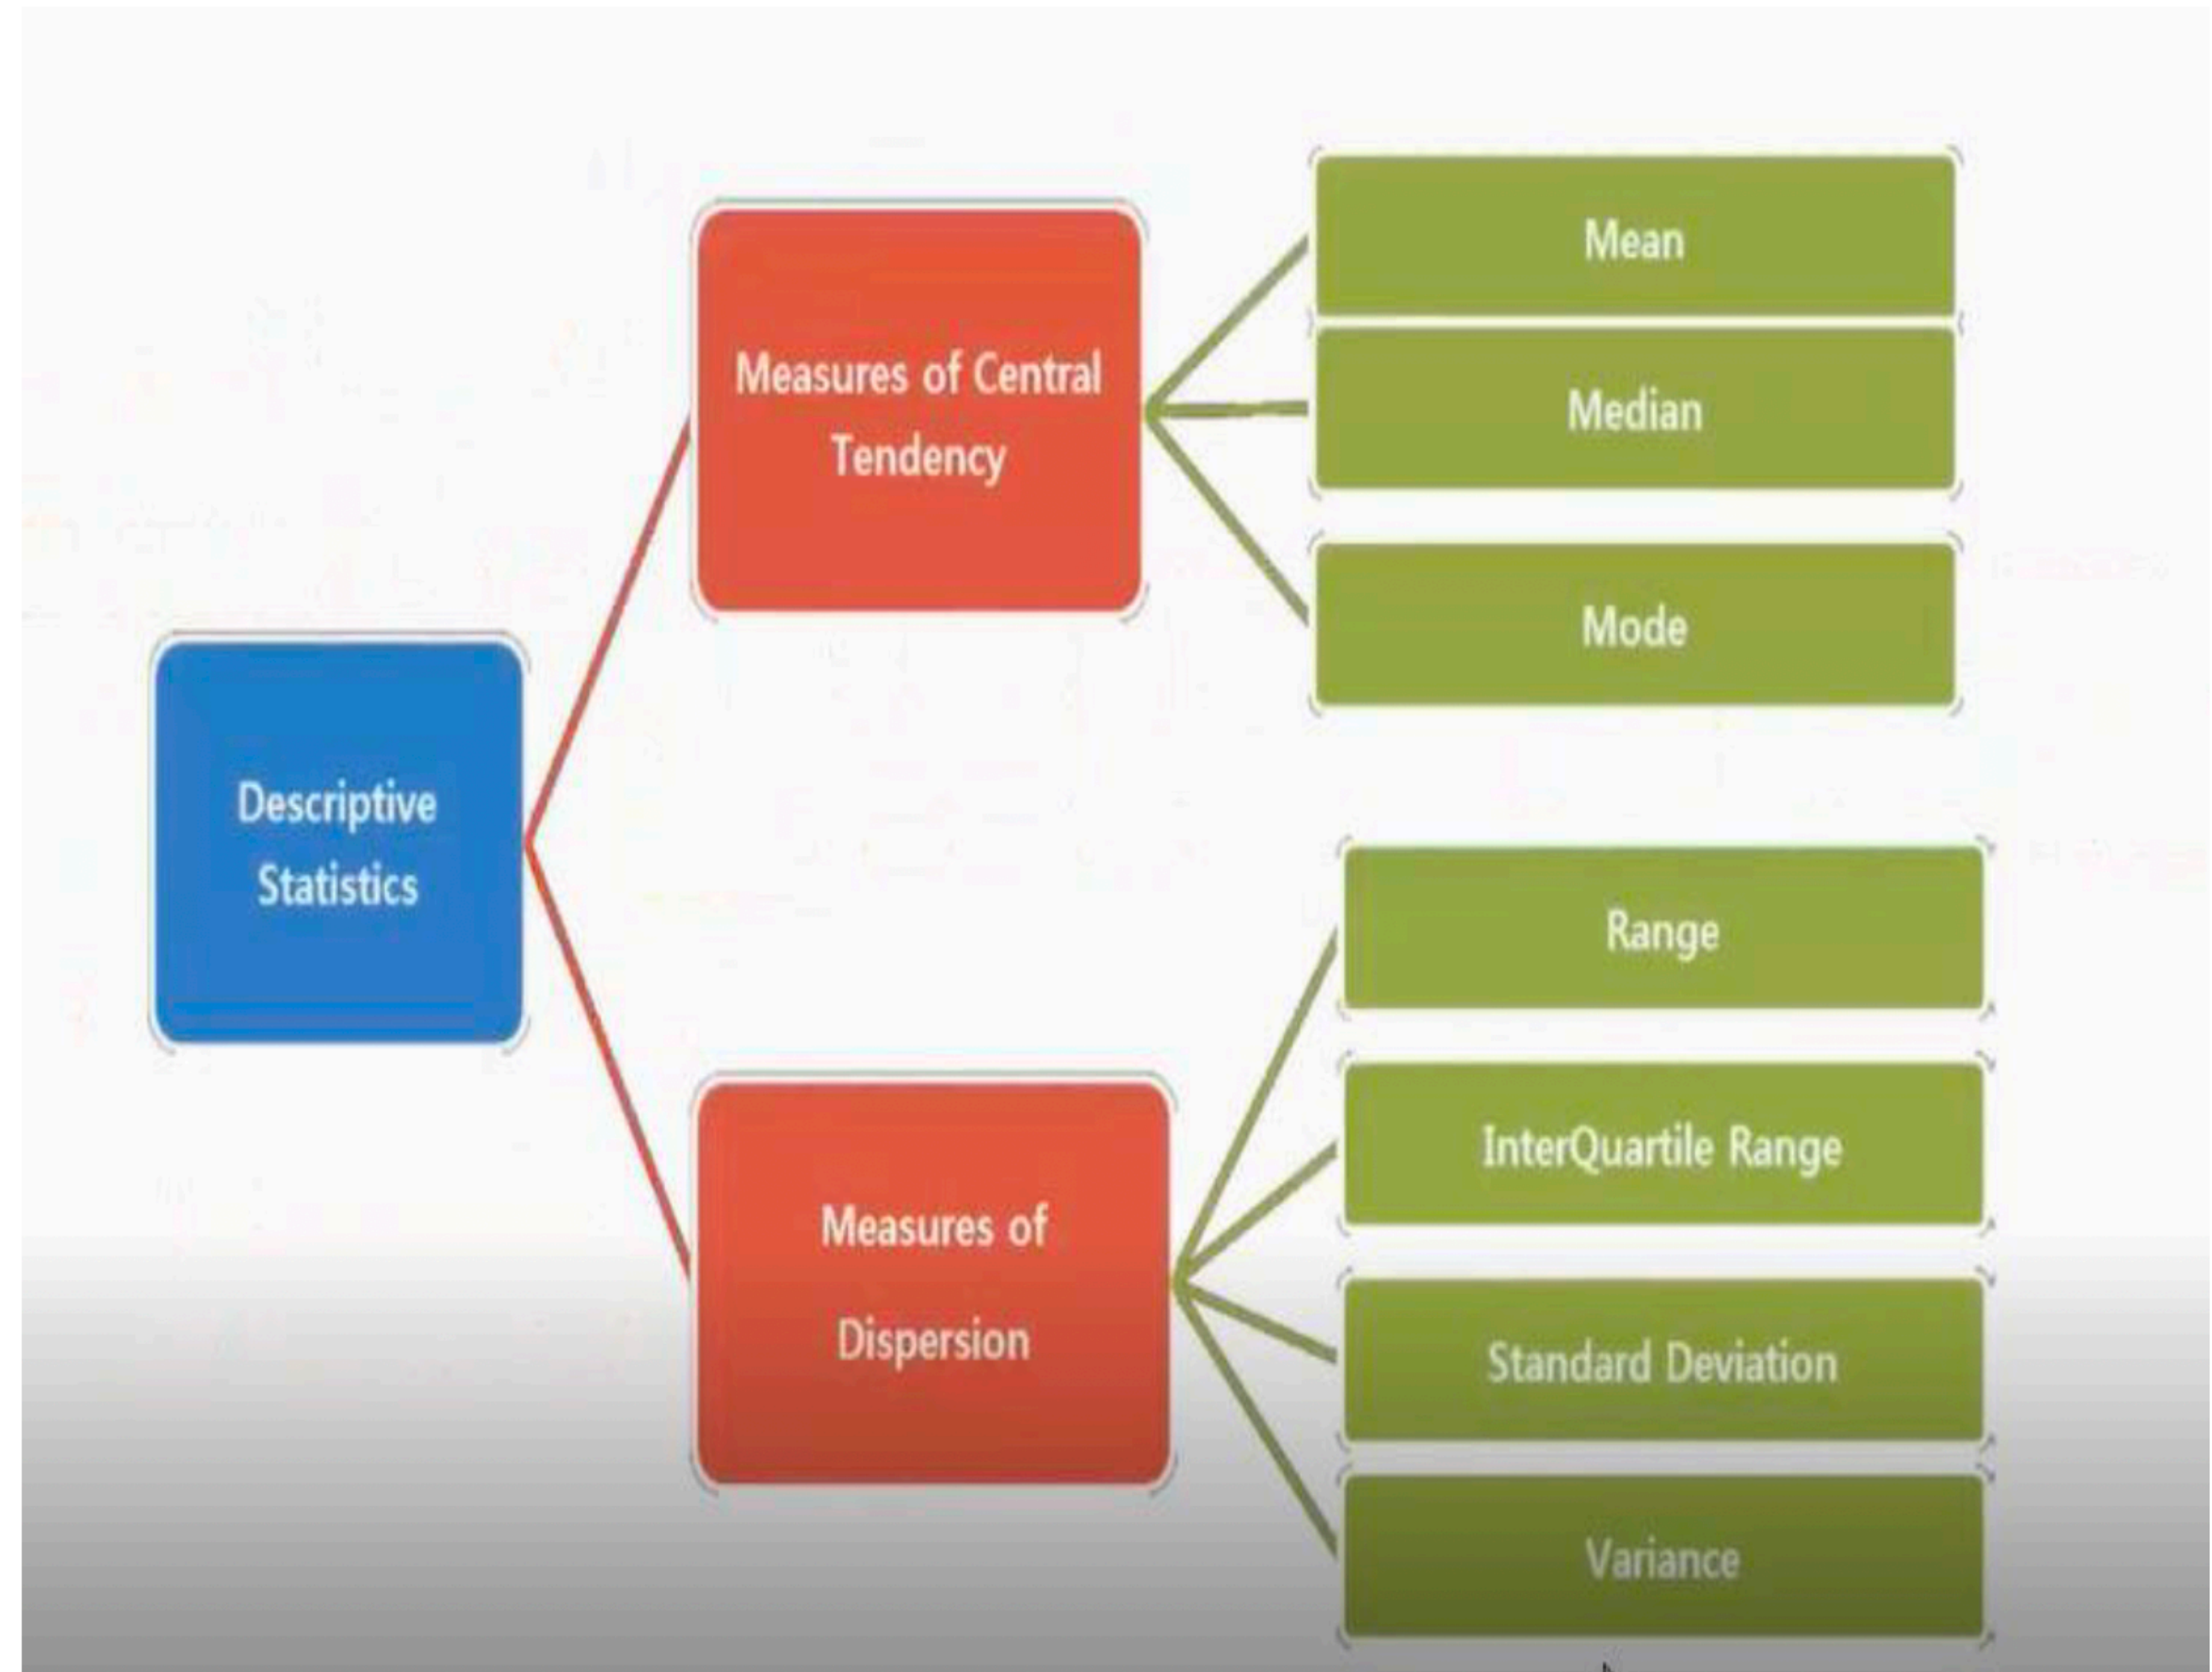 Descriptive
Statistics
Measures of Central
Tendency
Mean
Median
Mode
Measures of
Dispersion
Range
InterQuartile Range
Standard Deviation
Variance